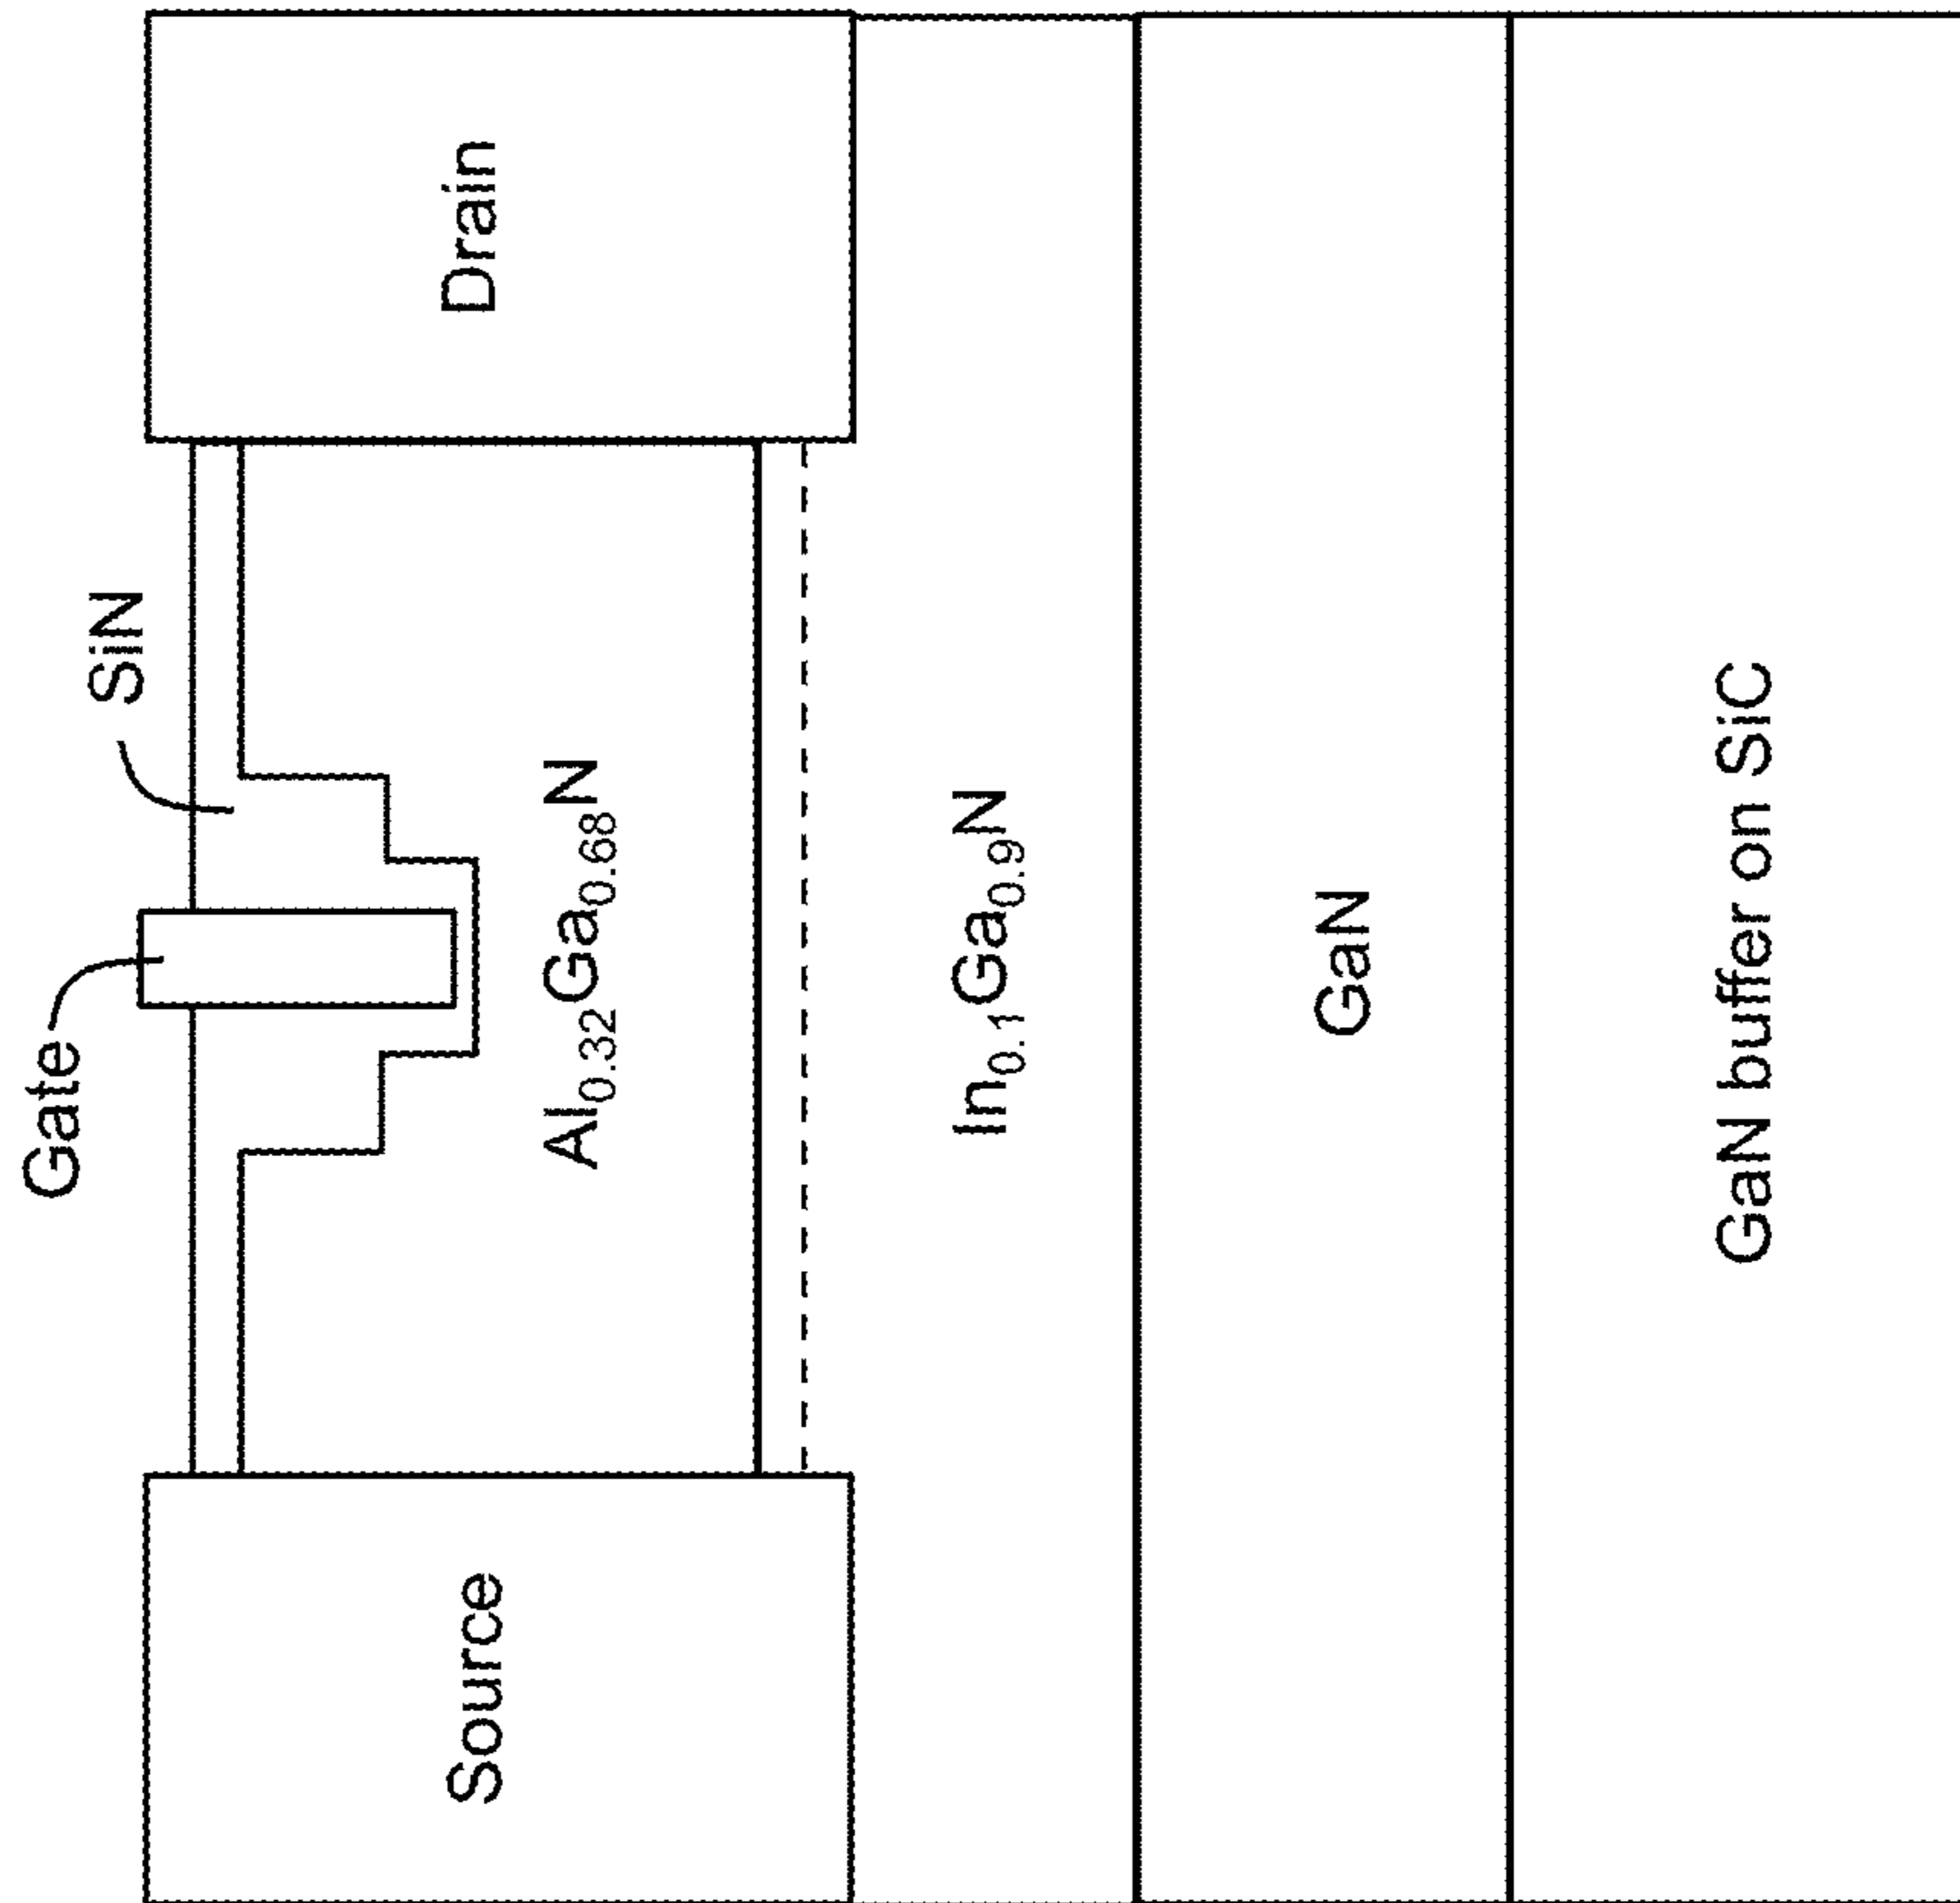 Gate
SiN
Source
Drain
Al0.32Ga0.68N
In0.1Ga0.9N
GaN
GaN buffer on SiC